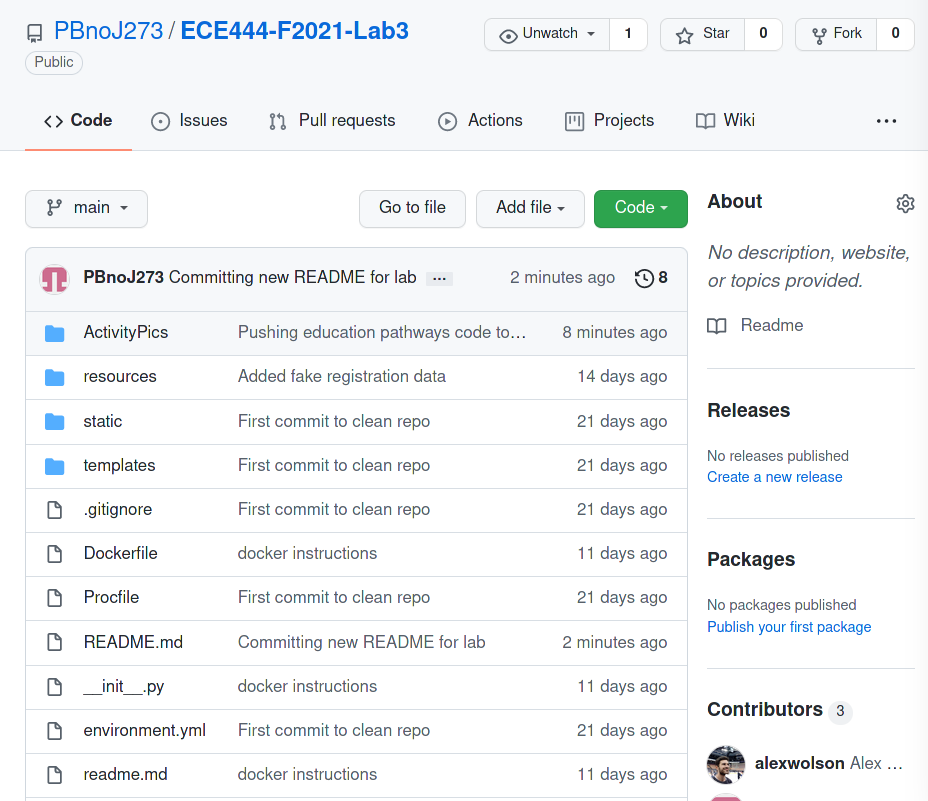 PBnoJ273 / ECE444-F2021-Lab3
Unwatch 1
Star 0
Fork 0
Public
Code
Issues
Pull requests
Actions
Projects
Wiki
...
main
Go to file
Add file
Code
PBnoJ273 Committing new README for lab ... 2 minutes ago 8
ActivityPics Pushing education pathways code to… 8 minutes ago
resources Added fake registration data 14 days ago
static First commit to clean repo 21 days ago
templates First commit to clean repo 21 days ago
.gitignore First commit to clean repo 21 days ago
Dockerfile docker instructions 11 days ago
Procfile First commit to clean repo 21 days ago
README.md Committing new README for lab 2 minutes ago
__init__.py docker instructions 11 days ago
environment.yml First commit to clean repo 21 days ago
readme.md docker instructions 11 days ago
About
No description, website,
or topics provided.
Readme
Releases
No releases published
Create a new release
Packages
No packages published
Publish your first package
Contributors 3
alexwolson Alex …